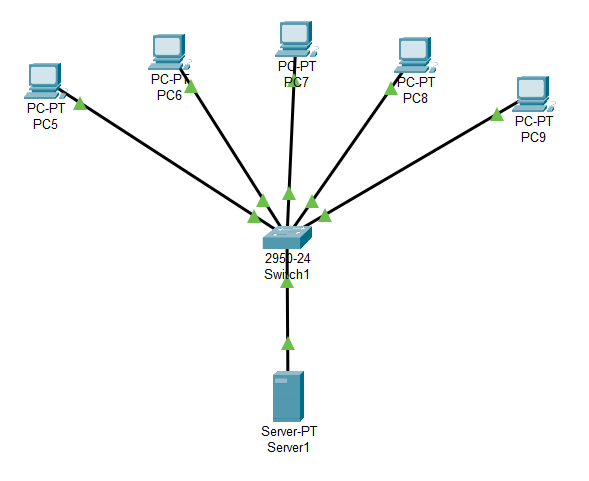 PC-PT
PC5
PC-PT
PC6
PC-PT
PC7
PC-PT
PC8
PC-PT
PC9
2950-24
Switch1
Server-PT
Server1